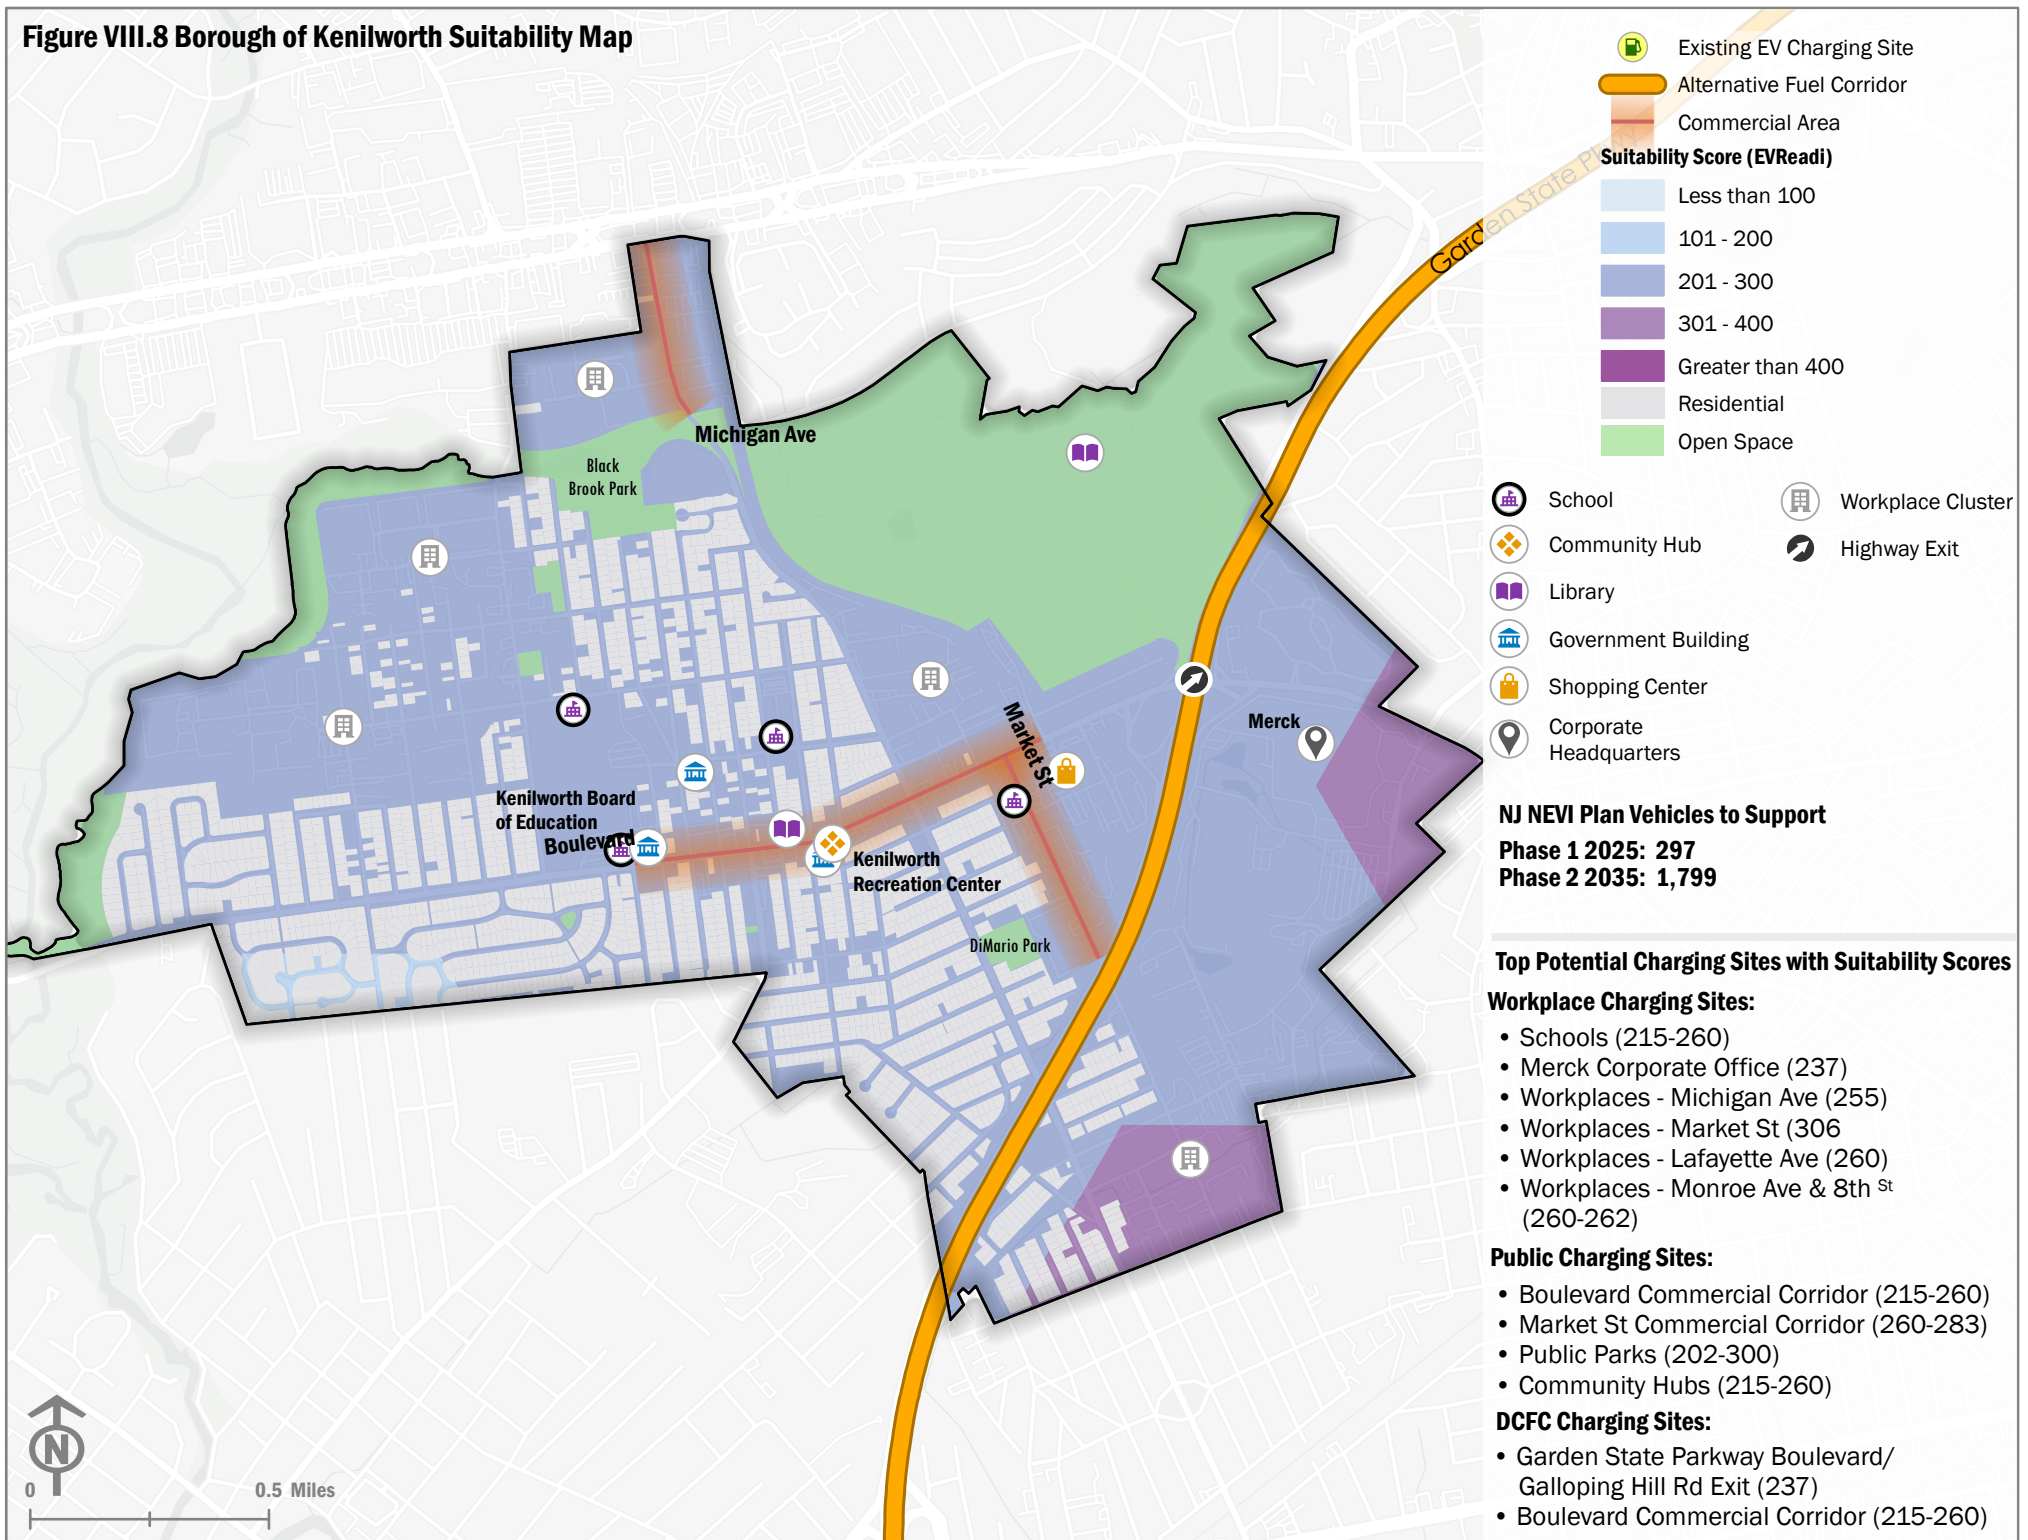 Figure VIII.8 Borough of Kenilworth Suitability Map
Existing EV Charging Site
Alternative Fuel Corridor
Commercial Area
Suitability Score (EVReadi)
Less than 100
101 - 200
201 - 300
301 - 400
Greater than 400
Residential
Open Space
School
Workplace Cluster
Community Hub
Highway Exit
Library
Government Building
Shopping Center
Corporate
Headquarters
NJ NEVI Plan Vehicles to Support
Phase 1 2025: 297
Phase 2 2035: 1,799
Top Potential Charging Sites with Suitability Scores
Workplace Charging Sites:
• Schools (215-260)
• Merck Corporate Office (237)
• Workplaces - Michigan Ave (255)
• Workplaces - Market St (306
• Workplaces - Lafayette Ave (260)
• Workplaces - Monroe Ave & 8th St
(260-262)
Public Charging Sites:
• Boulevard Commercial Corridor (215-260)
• Market St Commercial Corridor (260-283)
• Public Parks (202-300)
• Community Hubs (215-260)
DCFC Charging Sites:
• Garden State Parkway Boulevard/
Galloping Hill Rd Exit (237)
• Boulevard Commercial Corridor (215-260)
Garden State Pkwy
Michigan Ave
Black
Brook Park
Market St
Merck
Kenilworth Board
of Education
Boulevard
Kenilworth
Recreation Center
DiMario Park
N
0
0.5 Miles